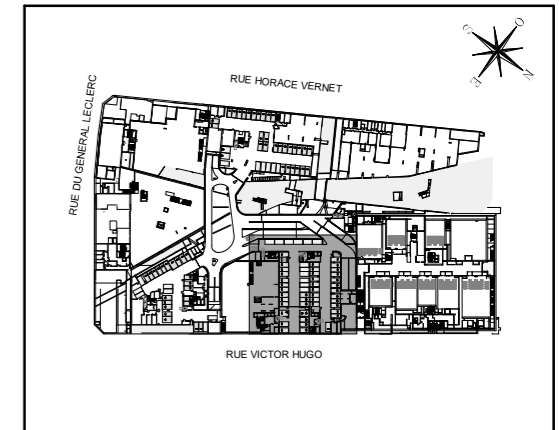 S
O
E
N
RUE HORACE VERNET
RUE DU GENERAL LECLERC
RUE VICTOR HUGO